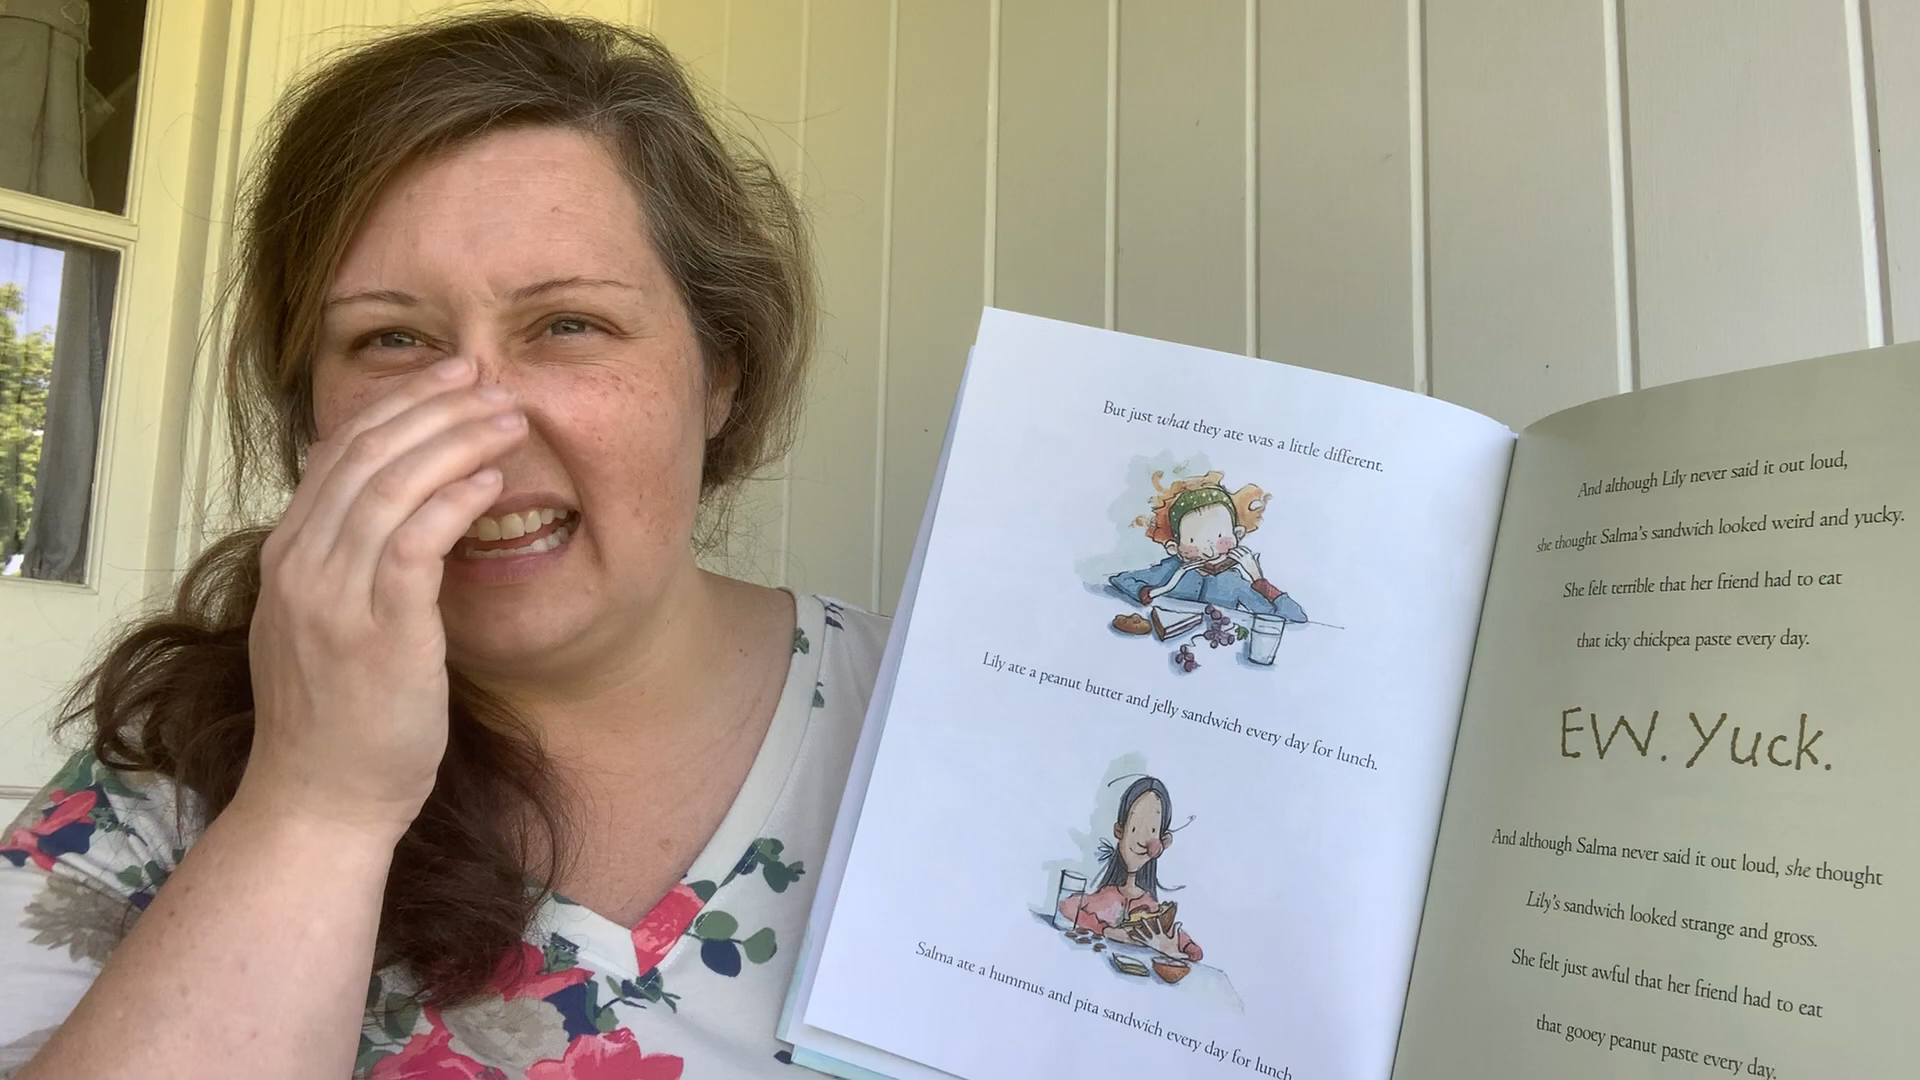 But just what they ate was a little different.
Lily ate a peanut butter and jelly sandwich every day for lunch.
Salma ate a hummus and pita sandwich every day for lunch.
And although Lily never said it out loud,
she thought Salma's sandwich looked weird and yucky.
She felt terrible that her friend had to eat
that icky chickpea paste every day.
EW. Yuck.
And although Salma never said it out loud, she thought
Lily's sandwich looked strange and gross.
She felt just awful that her friend had to eat
that gooey peanut paste every day.